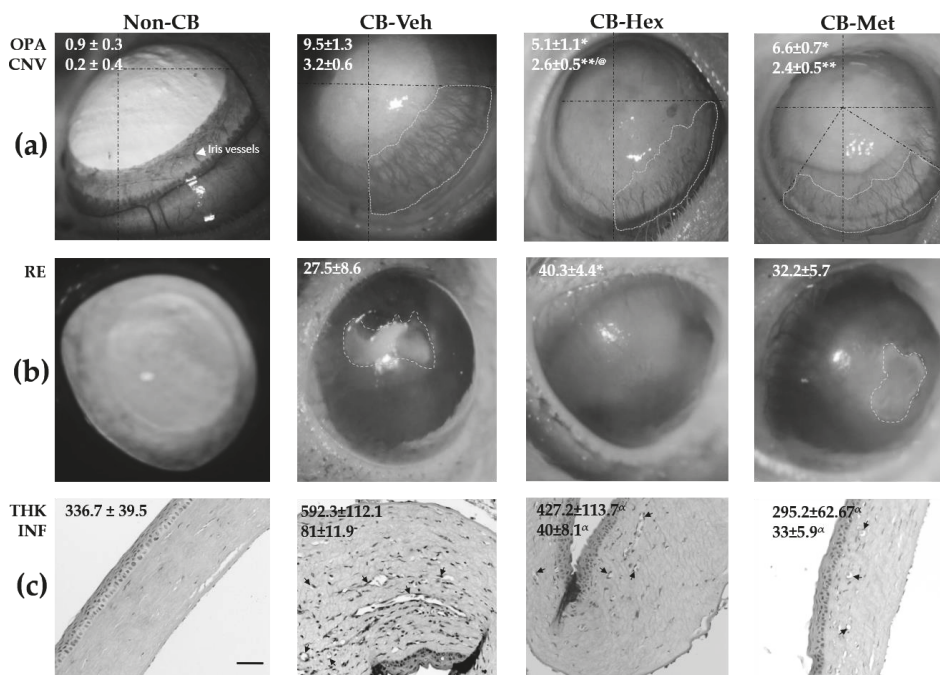 Non-CB CB-Veh CB-Hex CB-Met
OPA 0.9 ± 0.3 9.5±1.3 5.1±1.1* 6.6±0.7*
CNV 0.2 ± 0.4 3.2±0.6 2.6±0.5**/@ 2.4±0.5**
(a)
Iris vessels
RE 27.5±8.6 40.3±4.4* 32.2±5.7
(b)
THK 336.7 ± 39.5 592.3±112.1 427.2±113.7α 295.2±62.67α
INF 81±11.9 40±8.1α 33±5.9α
(c)